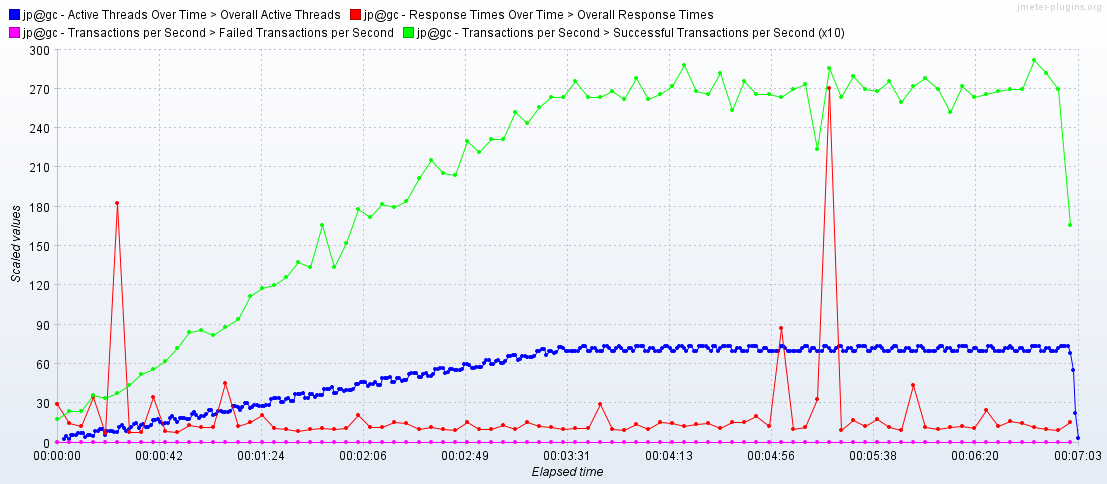 jp@gc - Active Threads Over Time > Overall Active Threads jp@gc - Response Times Over Time > Overall Response Times
jmeter-plugins.org
jp@gc - Transactions per Second > Failed Transactions per Second jp@gc - Transactions per Second > Successful Transactions per Second (x10)
300
270
240
210
180
150
120
90
60
30
0
Scaled values
00:00:00 00:00:42 00:01:24 00:02:06 00:02:49 00:03:31 00:04:13 00:04:56 00:05:38 00:06:20 00:07:03
Elapsed time